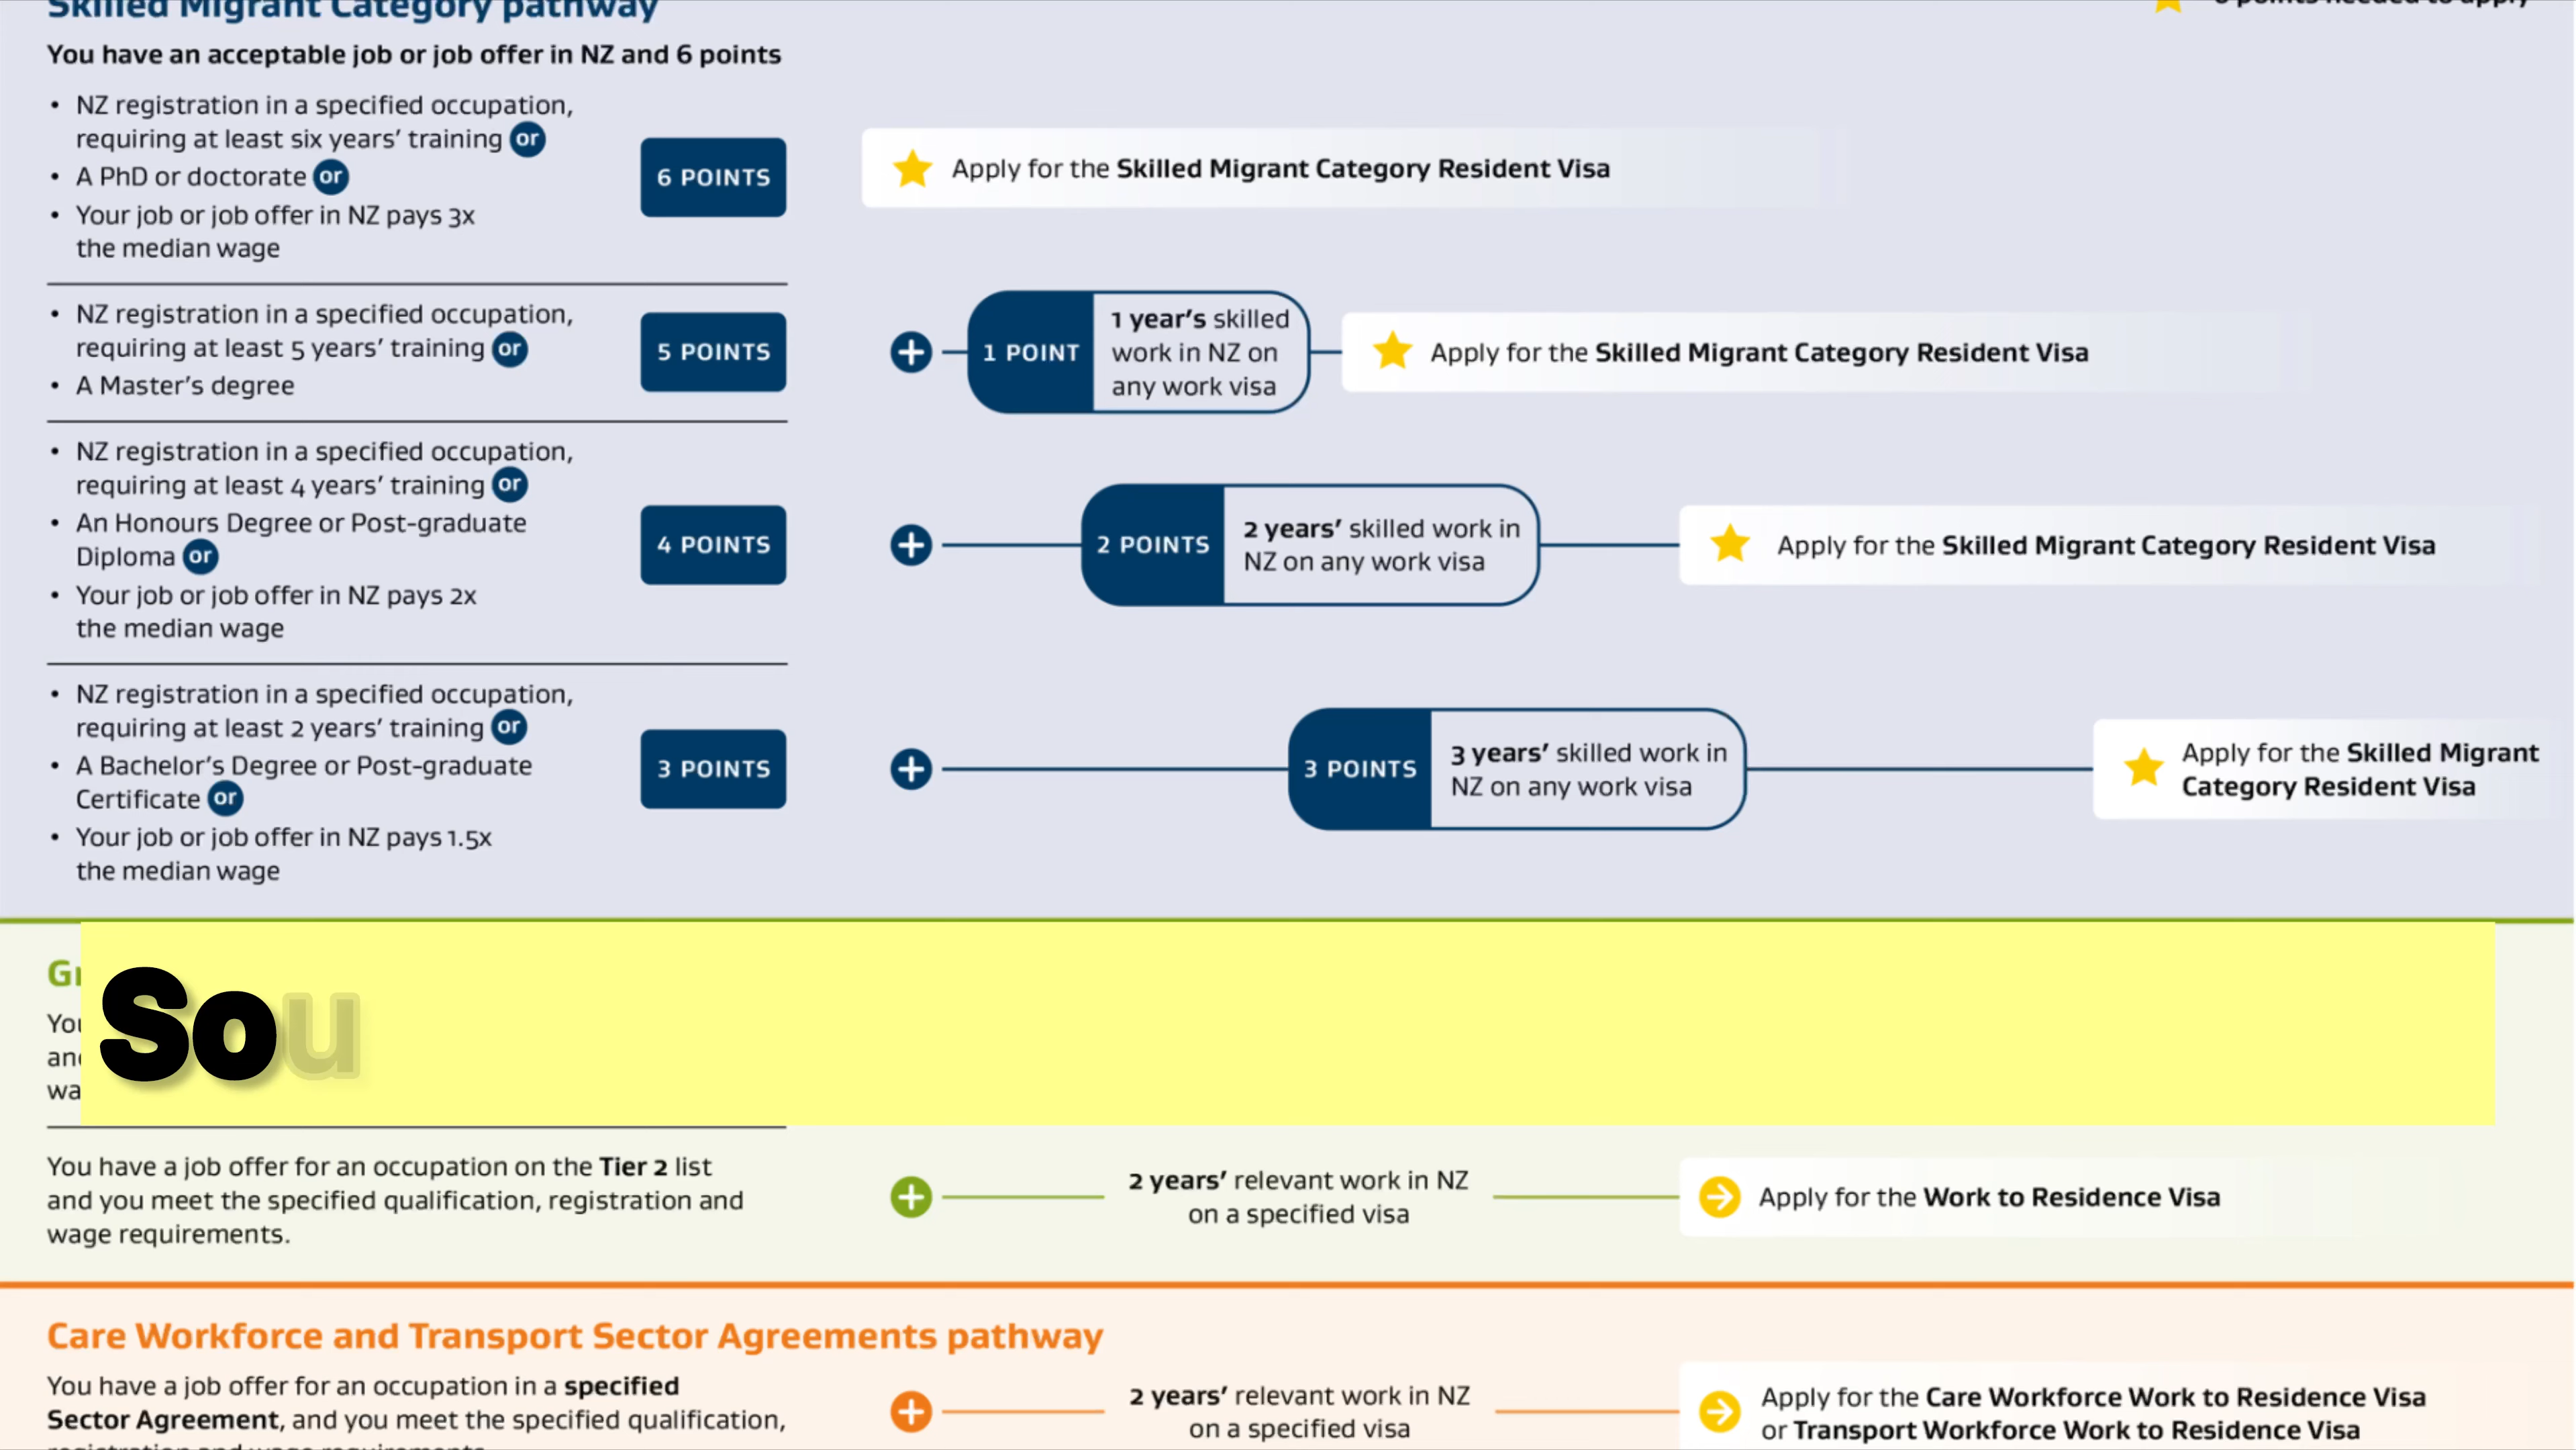 Skilled Migrant Category pathway
6 points needed to apply
You have an acceptable job or job offer in NZ and 6 points
• NZ registration in a specified occupation,
requiring at least six years' training or
• A PhD or doctorate or
• Your job or job offer in NZ pays 3x
the median wage
6 POINTS
Apply for the Skilled Migrant Category Resident Visa
• NZ registration in a specified occupation,
requiring at least 5 years' training or
• A Master's degree
5 POINTS
+
1 POINT
1 year's skilled
work in NZ on
any work visa
Apply for the Skilled Migrant Category Resident Visa
• NZ registration in a specified occupation,
requiring at least 4 years' training or
• An Honours Degree or Post-graduate
Diploma or
• Your job or job offer in NZ pays 2x
the median wage
4 POINTS
+
2 POINTS
2 years' skilled work in
NZ on any work visa
Apply for the Skilled Migrant Category Resident Visa
• NZ registration in a specified occupation,
requiring at least 2 years' training or
• A Bachelor's Degree or Post-graduate
Certificate or
• Your job or job offer in NZ pays 1.5x
the median wage
3 POINTS
+
3 POINTS
3 years' skilled work in
NZ on any work visa
Apply for the Skilled Migrant
Category Resident Visa
Sou
You have a job offer for an occupation on the Tier 2 list
and you meet the specified qualification, registration and
wage requirements.
+
2 years' relevant work in NZ
on a specified visa
Apply for the Work to Residence Visa
Care Workforce and Transport Sector Agreements pathway
You have a job offer for an occupation in a specified
Sector Agreement, and you meet the specified qualification,
registration and wage requirements.
+
2 years' relevant work in NZ
on a specified visa
Apply for the Care Workforce Work to Residence Visa
or Transport Workforce Work to Residence Visa